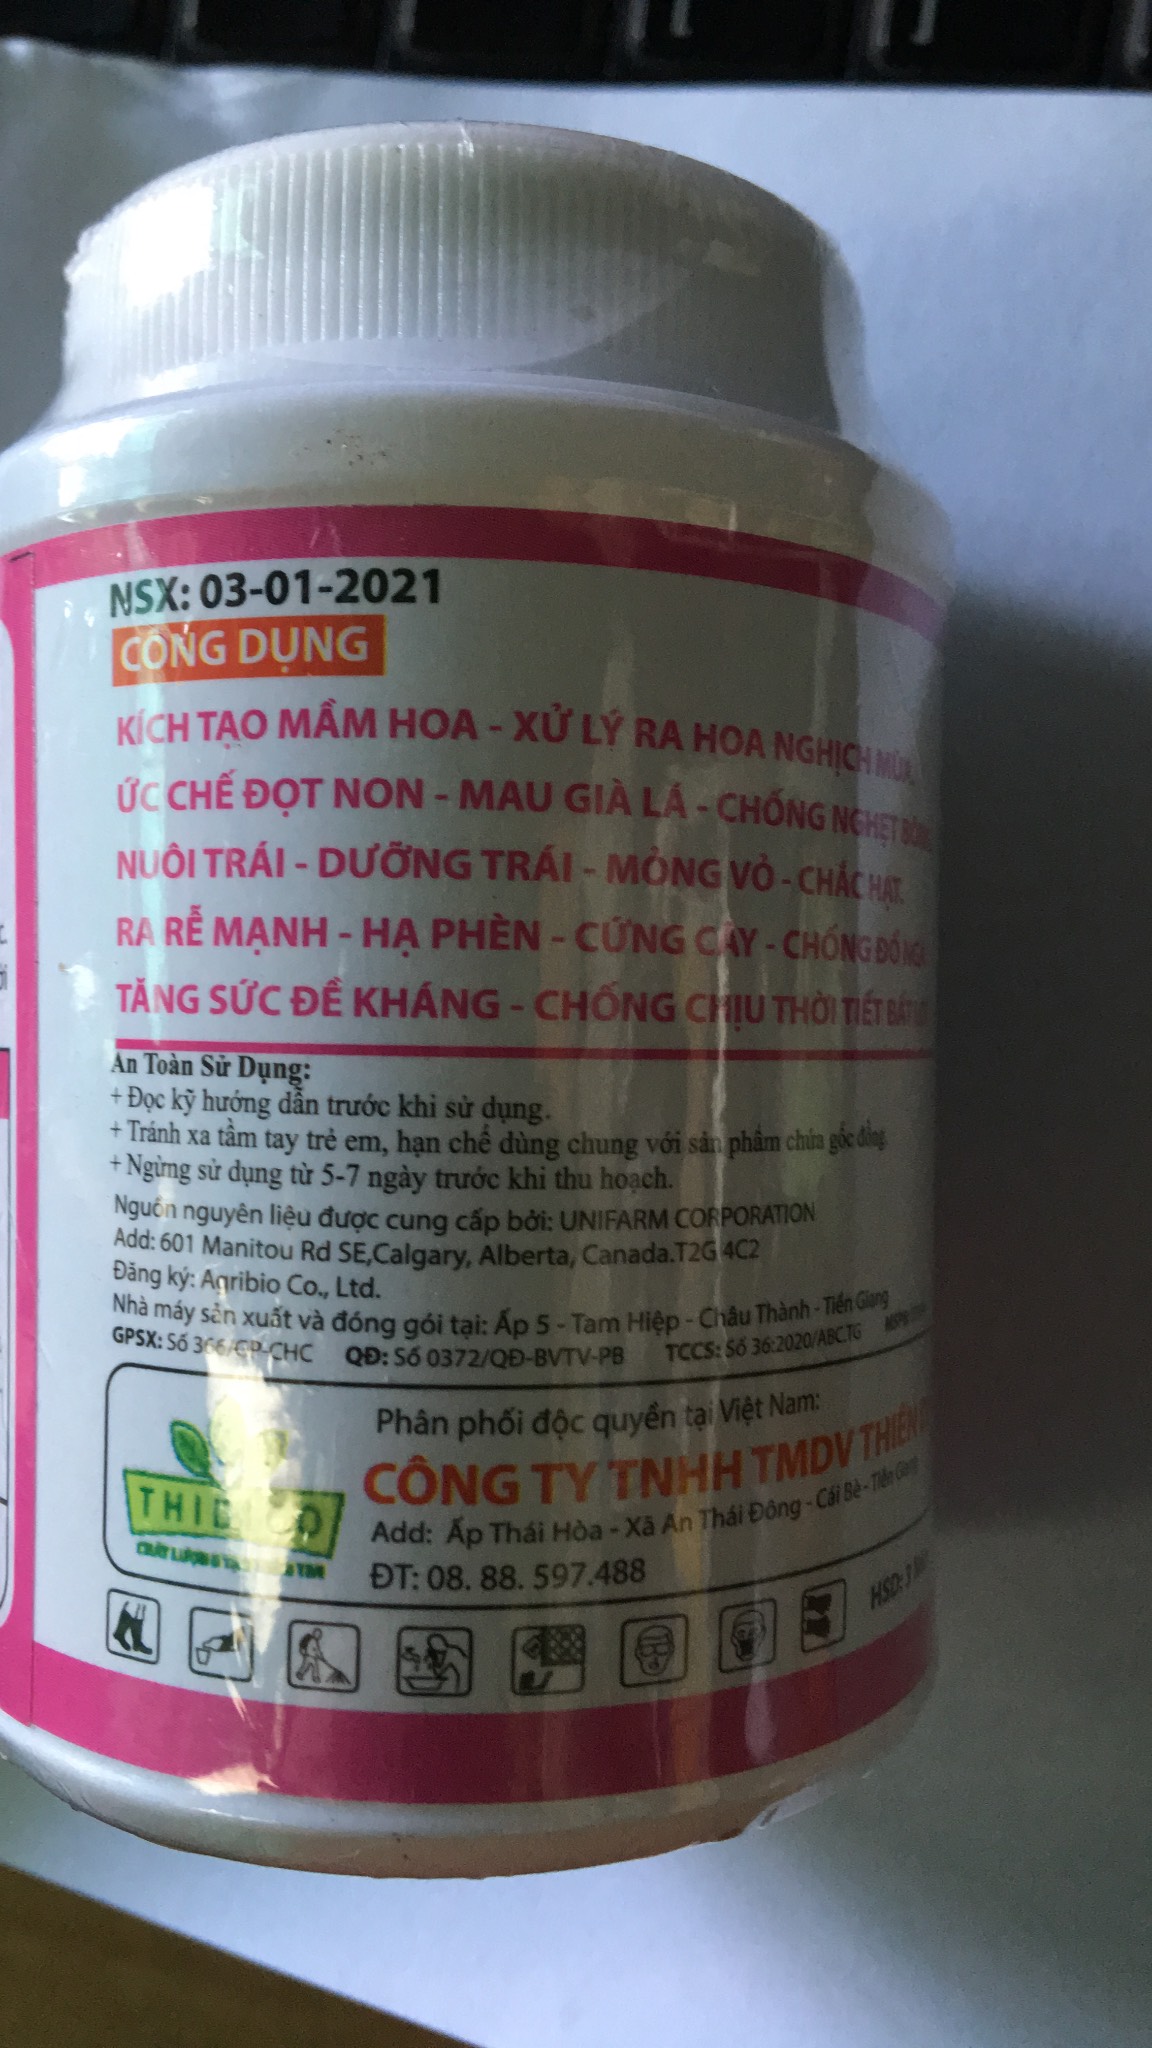 NSX: 03-01-2021
CÔNG DỤNG
KÍCH TẠO MẦM HOA - XỬ LÝ RA HOA NGHỊCH MÙA.
ỨC CHẾ ĐỌT NON - MAU GIÀ LÁ - CHỐNG NGHẸT BÔNG.
NUÔI TRÁI - DƯỠNG TRÁI - MỎNG VỎ - CHẮC HẠT.
RA RỄ MẠNH - HẠ PHÈN - CỨNG CÂY - CHỐNG ĐỔ NGÃ
TĂNG SỨC ĐỀ KHÁNG - CHỐNG CHỊU THỜI TIẾT BẤT
An Toàn Sử Dụng:
+ Đọc kỹ hướng dẫn trước khi sử dụng.
+ Tránh xa tầm tay trẻ em, hạn chế dùng chung với sản phẩm chứa gốc đồng.
+ Ngừng sử dụng từ 5-7 ngày trước khi thu hoạch.
Nguồn nguyên liệu được cung cấp bởi: UNIFARM CORPORATION
Add: 601 Manitou Rd SE,Calgary, Alberta, Canada.T2G 4C2
Đăng ký: Agribio Co., Ltd.
Nhà máy sản xuất và đóng gói tại: Ấp 5 - Tam Hiệp - Châu Thành - Tiền Giang
GPSX: Số 366/GP-CHC QĐ: Số 0372/QĐ-BVTV-PB TCCS: Số 36:2020/ABC.TG
Phân phối độc quyền tại Việt Nam:
CÔNG TY TNHH TMDV THIÊN
Add: Ấp Thái Hòa - Xã An Thái Đông - Cái Bè - Tiền Giang
ĐT: 08. 88. 597.488
HSD: 3